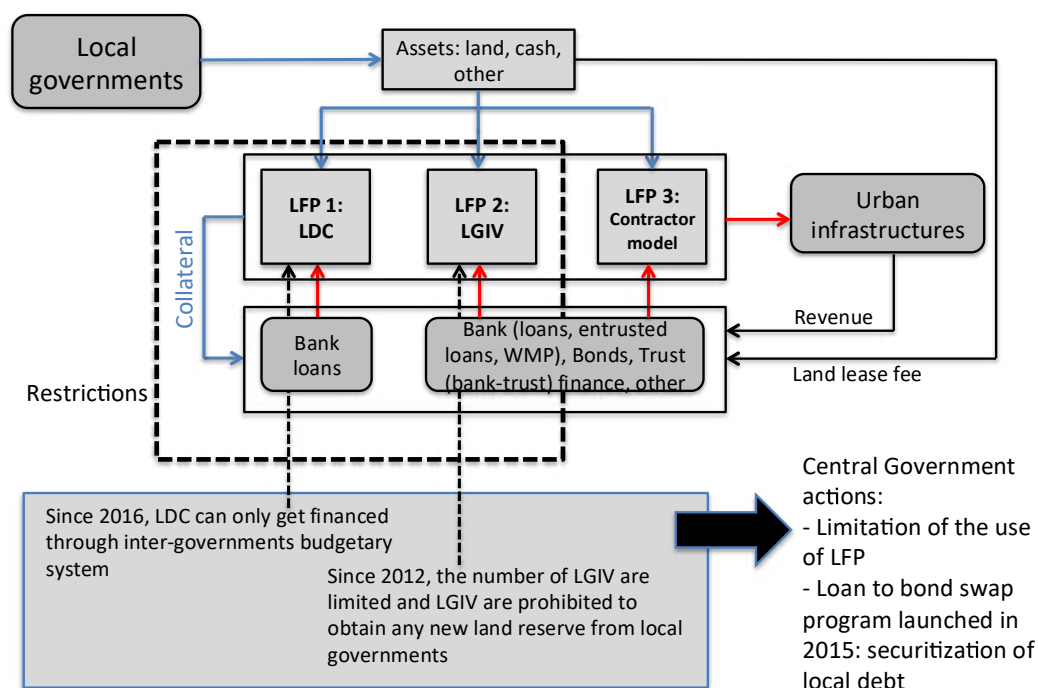 Local
governments
Assets: land, cash,
other
LFP 1:
LDC
LFP 2:
LGIV
LFP 3:
Contractor
model
Urban
infrastructures
Collateral
Bank
loans
Bank (loans, entrusted
loans, WMP), Bonds, Trust
(bank-trust) finance, other
Revenue
Land lease fee
Restrictions
Since 2016, LDC can only get financed
through inter-governments budgetary
system
Since 2012, the number of LGIV are
limited and LGIV are prohibited to
obtain any new land reserve from local
governments
Central Government
actions:
- Limitation of the use
of LFP
- Loan to bond swap
program launched in
2015: securitization of
local debt